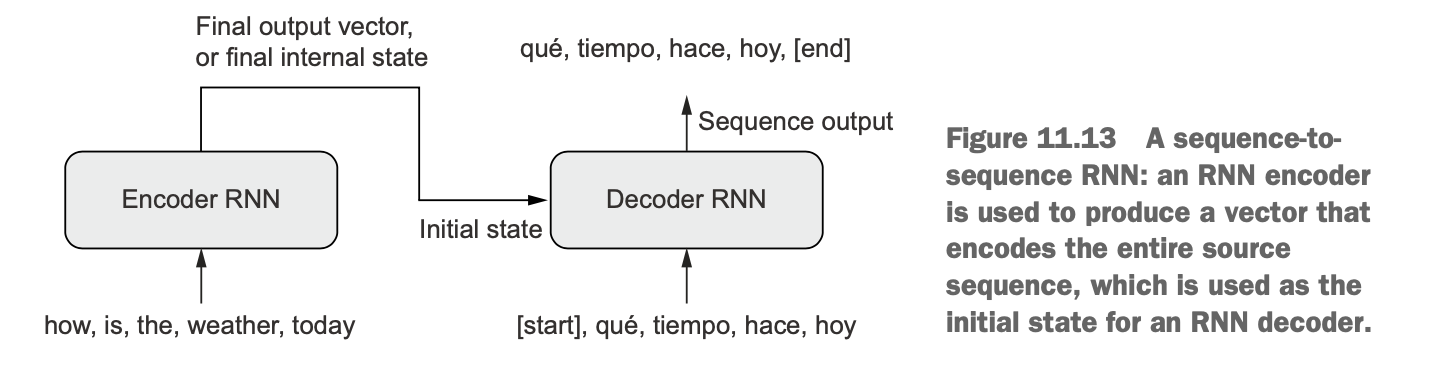 Final output vector,
or final internal state
qué, tiempo, hace, hoy, [end]
Sequence output
Encoder RNN
Decoder RNN
Initial state
how, is, the, weather, today
[start], qué, tiempo, hace, hoy
Figure 11.13 A sequence-to-
sequence RNN: an RNN encoder
is used to produce a vector that
encodes the entire source
sequence, which is used as the
initial state for an RNN decoder.